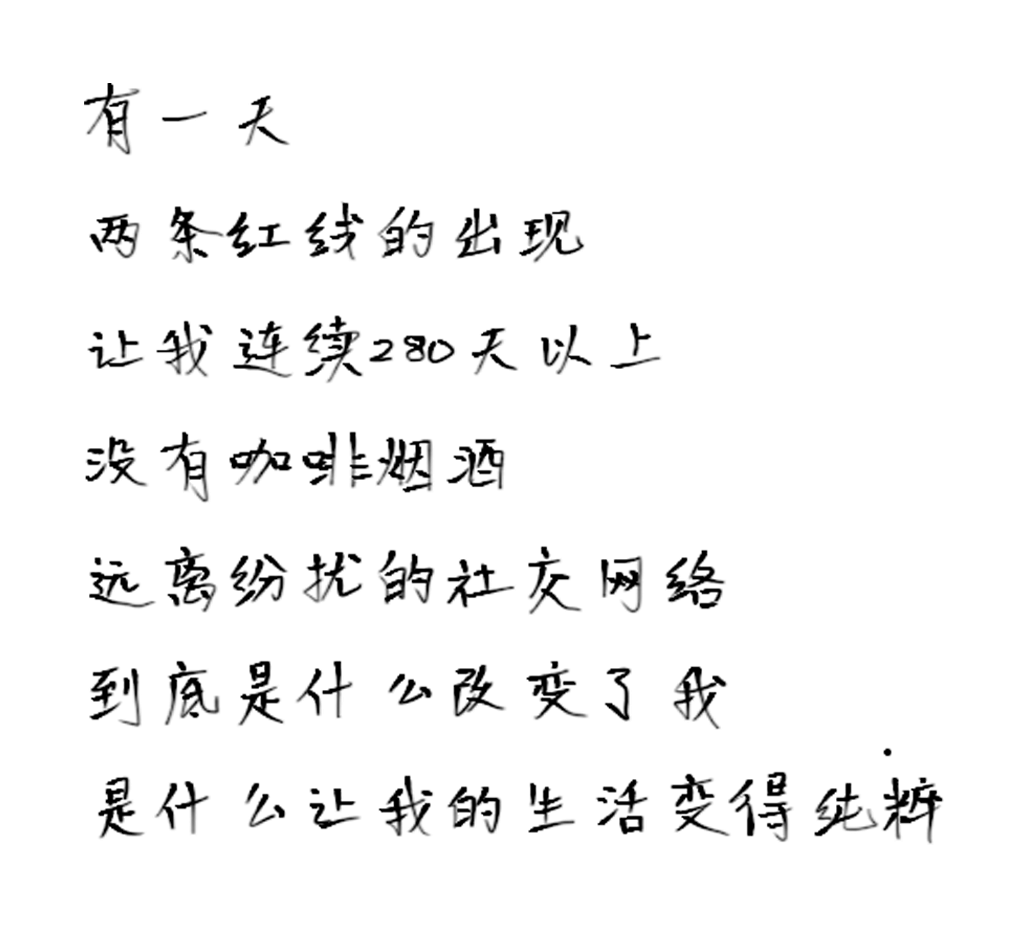 有一天
两条红线的出现
让我连续280天以上
没有咖啡烟酒
远离纷扰的社交网络
到底是什么改变了我
是什么让我的生活变得纯粹